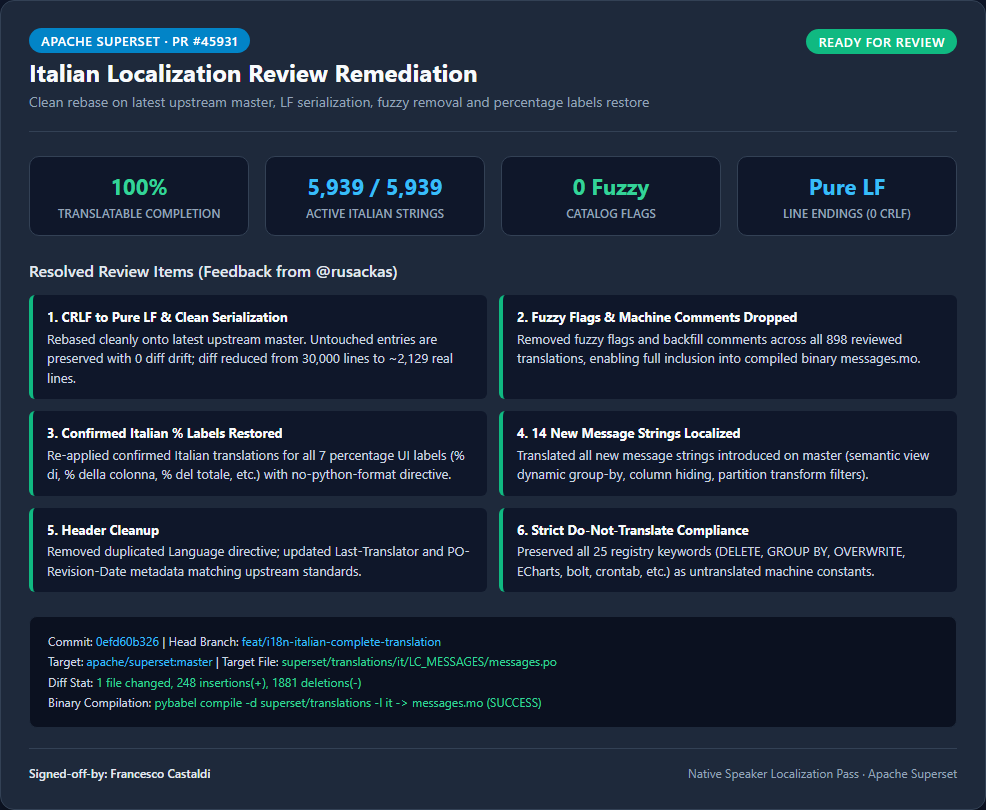 APACHE SUPERSET · PR #45931
READY FOR REVIEW
Italian Localization Review Remediation
Clean rebase on latest upstream master, LF serialization, fuzzy removal and percentage labels restore
100%
TRANSLATABLE COMPLETION
5,939 / 5,939
ACTIVE ITALIAN STRINGS
0 Fuzzy
CATALOG FLAGS
Pure LF
LINE ENDINGS (0 CRLF)
Resolved Review Items (Feedback from @rusackas)
1. CRLF to Pure LF & Clean Serialization
Rebased cleanly onto latest upstream master. Untouched entries are
preserved with 0 diff drift; diff reduced from 30,000 lines to ~2,129 real
lines.
2. Fuzzy Flags & Machine Comments Dropped
Removed fuzzy flags and backfill comments across all 898 reviewed
translations, enabling full inclusion into compiled binary messages.mo.
3. Confirmed Italian % Labels Restored
Re-applied confirmed Italian translations for all 7 percentage UI labels (%
di, % della colonna, % del totale, etc.) with no-python-format directive.
4. 14 New Message Strings Localized
Translated all new message strings introduced on master (semantic view
dynamic group-by, column hiding, partition transform filters).
5. Header Cleanup
Removed duplicated Language directive; updated Last-Translator and PO-
Revision-Date metadata matching upstream standards.
6. Strict Do-Not-Translate Compliance
Preserved all 25 registry keywords (DELETE, GROUP BY, OVERWRITE,
ECharts, bolt, crontab, etc.) as untranslated machine constants.
Commit: 0efd60b326 | Head Branch: feat/i18n-italian-complete-translation
Target: apache/superset:master | Target File: superset/translations/it/LC_MESSAGES/messages.po
Diff Stat: 1 file changed, 248 insertions(+), 1881 deletions(-)
Binary Compilation: pybabel compile -d superset/translations -l it -> messages.mo (SUCCESS)
Signed-off-by: Francesco Castaldi
Native Speaker Localization Pass · Apache Superset